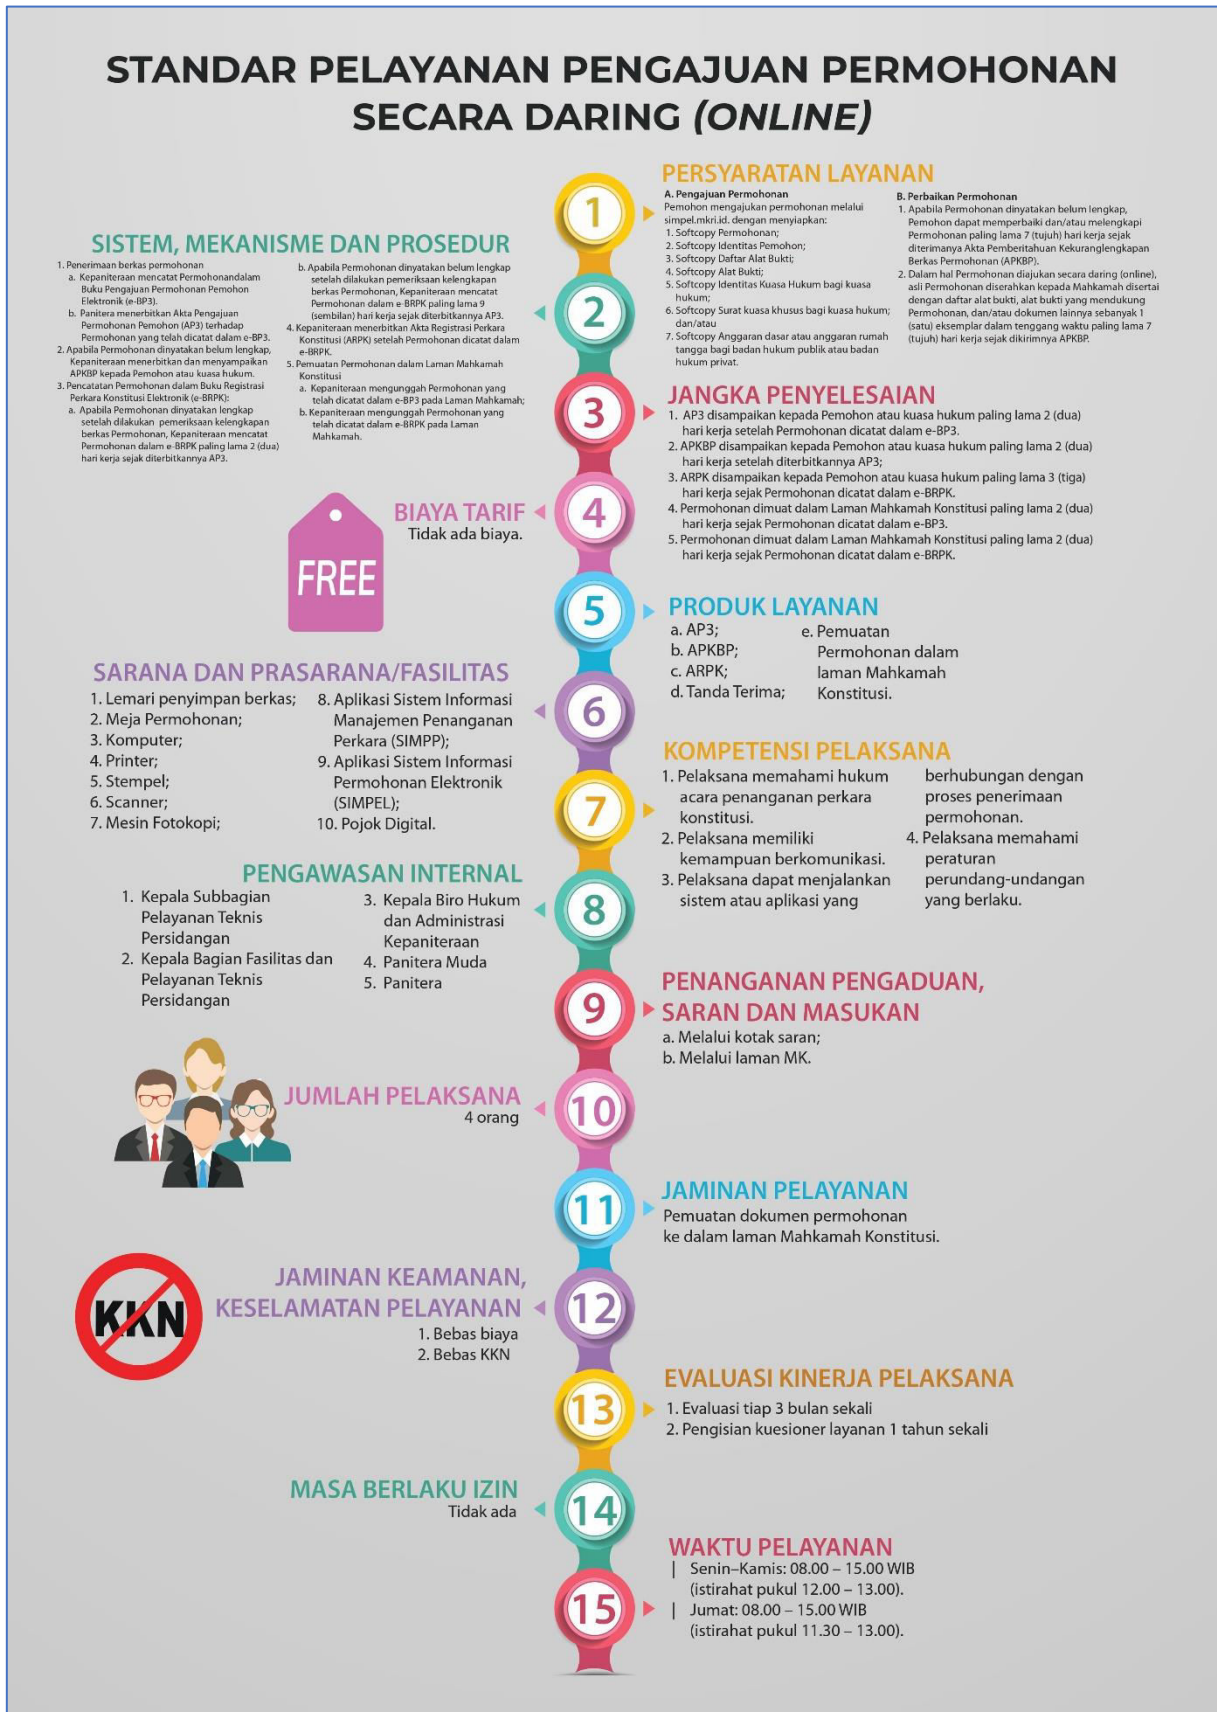 STANDAR PELAYANAN PENGAJUAN PERMOHONAN
SECARA DARING (ONLINE)
1
PERSYARATAN LAYANAN
A. Pengajuan Permohonan
Pemohon mengajukan permohonan melalui
simpel.mkri.id. dengan menyiapkan:
1. Softcopy Permohonan;
2. Softcopy Identitas Pemohon;
3. Softcopy Daftar Alat Bukti;
4. Softcopy Alat Bukti;
5. Softcopy Identitas Kuasa Hukum bagi kuasa
hukum;
6. Softcopy Surat kuasa khusus bagi kuasa hukum;
dan/atau
7. Softcopy Anggaran dasar atau anggaran rumah
tangga bagi badan hukum publik atau badan
hukum privat.
B. Perbaikan Permohonan
1. Apabila Permohonan dinyatakan belum lengkap,
Pemohon dapat memperbaiki dan/atau melengkapi
Permohonan paling lama 7 (tujuh) hari kerja sejak
diterimanya Akta Pemberitahuan Kekuranglengkapan
Berkas Permohonan (APKBP).
2. Dalam hal Permohonan diajukan secara daring (online),
asli Permohonan diserahkan kepada Mahkamah disertai
dengan daftar alat bukti, alat bukti yang mendukung
Permohonan, dan/atau dokumen lainnya sebanyak 1
(satu) eksemplar dalam tenggang waktu paling lama 7
(tujuh) hari kerja sejak dikirimnya APKBP.
SISTEM, MEKANISME DAN PROSEDUR
1. Penerimaan berkas permohonan
a. Kepaniteraan mencatat Permohonandalam
Buku Pengajuan Permohonan Pemohon
Elektronik (e-BP3).
b. Panitera menerbitkan Akta Pengajuan
Permohonan Pemohon (AP3) terhadap
Permohonan yang telah dicatat dalam e-BP3.
2. Apabila Permohonan dinyatakan belum lengkap,
Kepaniteraan menerbitkan dan menyampaikan
APKBP kepada Pemohon atau kuasa hukum.
3. Pencatatan Permohonan dalam Buku Registrasi
Perkara Konstitusi Elektronik (e-BRPK):
a. Apabila Permohonan dinyatakan lengkap
setelah dilakukan pemeriksaan kelengkapan
berkas Permohonan, Kepaniteraan mencatat
Permohonan dalam e-BRPK paling lama 2 (dua)
hari kerja sejak diterbitkannya AP3.
b. Apabila Permohonan dinyatakan belum lengkap
setelah dilakukan pemeriksaan kelengkapan
berkas Permohonan, Kepaniteraan mencatat
Permohonan dalam e-BRPK paling lama 9
(sembilan) hari kerja sejak diterbitkannya AP3.
4. Kepaniteraan menerbitkan Akta Registrasi Perkara
Konstitusi (ARPK) setelah Permohonan dicatat dalam
e-BRPK.
5. Pemuatan Permohonan dalam Laman Mahkamah
Konstitusi
a. Kepaniteraan mengunggah Permohonan yang
telah dicatat dalam e-BP3 pada Laman Mahkamah;
b. Kepaniteraan mengunggah Permohonan yang
telah dicatat dalam e-BRPK pada Laman
Mahkamah.
2
3
JANGKA PENYELESAIAN
1. AP3 disampaikan kepada Pemohon atau kuasa hukum paling lama 2 (dua)
hari kerja setelah Permohonan dicatat dalam e-BP3.
2. APKBP disampaikan kepada Pemohon atau kuasa hukum paling lama 2 (dua)
hari kerja setelah diterbitkannya AP3;
3. ARPK disampaikan kepada Pemohon atau kuasa hukum paling lama 3 (tiga)
hari kerja sejak Permohonan dicatat dalam e-BRPK.
4. Permohonan dimuat dalam Laman Mahkamah Konstitusi paling lama 2 (dua)
hari kerja sejak Permohonan dicatat dalam e-BP3.
5. Permohonan dimuat dalam Laman Mahkamah Konstitusi paling lama 2 (dua)
hari kerja sejak Permohonan dicatat dalam e-BRPK.
FREE
BIAYA TARIF
Tidak ada biaya.
4
5
PRODUK LAYANAN
a. AP3;
b. APKBP;
c. ARPK;
d. Tanda Terima;
e. Pemuatan
Permohonan dalam
laman Mahkamah
Konstitusi.
SARANA DAN PRASARANA/FASILITAS
1. Lemari penyimpan berkas;
2. Meja Permohonan;
3. Komputer;
4. Printer;
5. Stempel;
6. Scanner;
7. Mesin Fotokopi;
8. Aplikasi Sistem Informasi
Manajemen Penanganan
Perkara (SIMPP);
9. Aplikasi Sistem Informasi
Permohonan Elektronik
(SIMPEL);
10. Pojok Digital.
6
7
KOMPETENSI PELAKSANA
1. Pelaksana memahami hukum
acara penanganan perkara
konstitusi.
2. Pelaksana memiliki
kemampuan berkomunikasi.
3. Pelaksana dapat menjalankan
sistem atau aplikasi yang
berhubungan dengan
proses penerimaan
permohonan.
4. Pelaksana memahami
peraturan
perundang-undangan
yang berlaku.
PENGAWASAN INTERNAL
1. Kepala Subbagian
Pelayanan Teknis
Persidangan
2. Kepala Bagian Fasilitas dan
Pelayanan Teknis
Persidangan
3. Kepala Biro Hukum
dan Administrasi
Kepaniteraan
4. Panitera Muda
5. Panitera
8
9
PENANGANAN PENGADUAN,
SARAN DAN MASUKAN
a. Melalui kotak saran;
b. Melalui laman MK.
JUMLAH PELAKSANA
4 orang
10
11
JAMINAN PELAYANAN
Pemuatan dokumen permohonan
ke dalam laman Mahkamah Konstitusi.
KKN
JAMINAN KEAMANAN,
KESELAMATAN PELAYANAN
1. Bebas biaya
2. Bebas KKN
12
13
EVALUASI KINERJA PELAKSANA
1. Evaluasi tiap 3 bulan sekali
2. Pengisian kuesioner layanan 1 tahun sekali
MASA BERLAKU IZIN
Tidak ada
14
15
WAKTU PELAYANAN
| Senin–Kamis: 08.00 – 15.00 WIB
(istirahat pukul 12.00 – 13.00).
| Jumat: 08.00 – 15.00 WIB
(istirahat pukul 11.30 – 13.00).